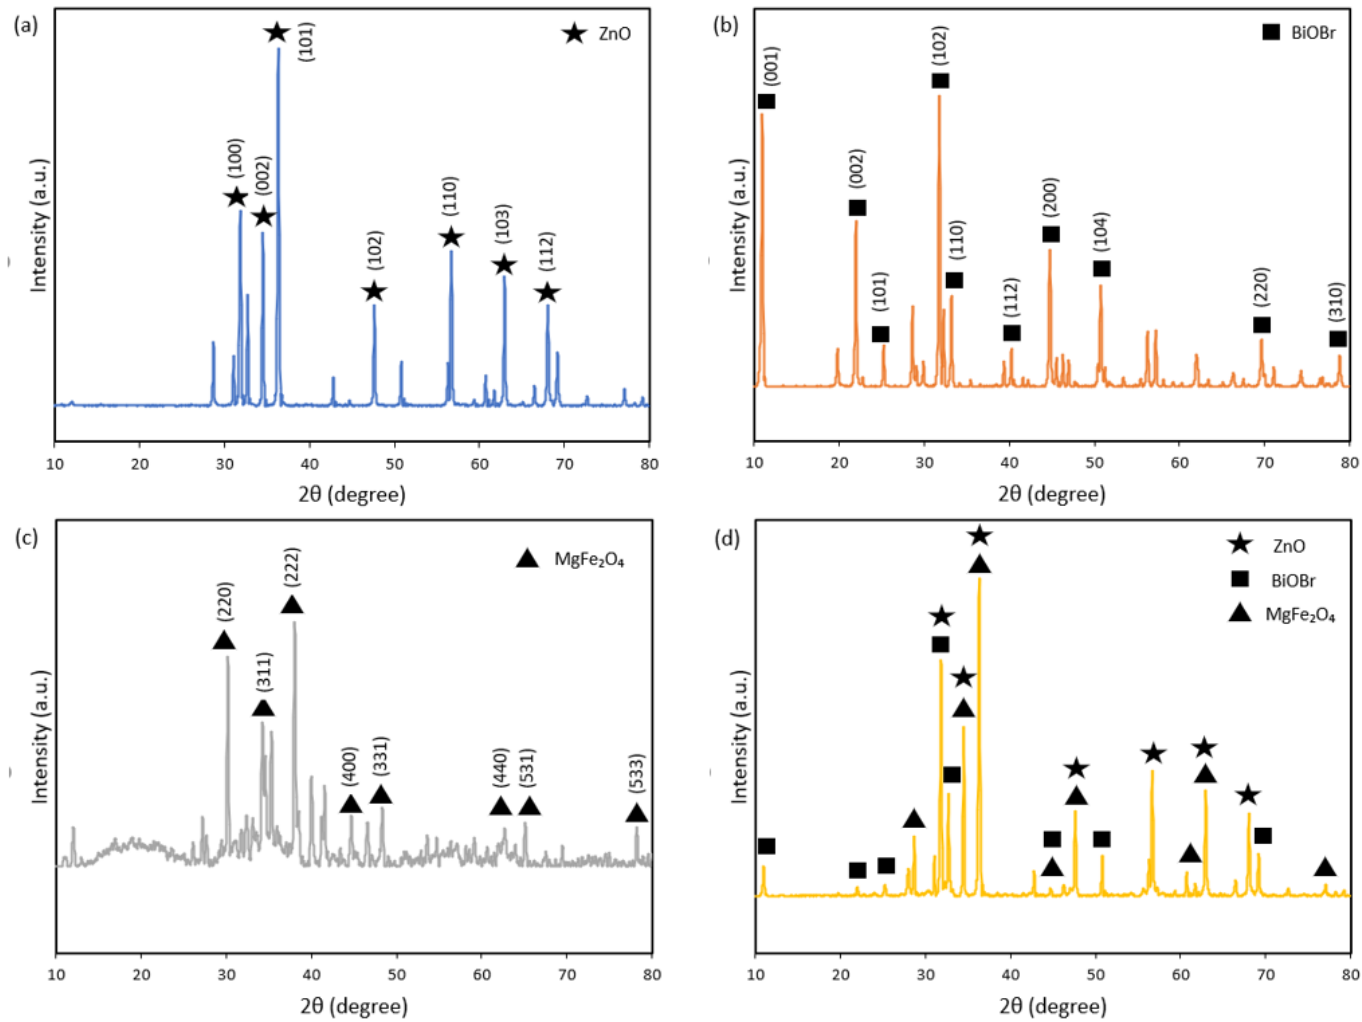 (a)
ZnO
(101)
(100)
(002)
(102)
(110)
(103)
(112)
Intensity (a.u.)
10 20 30 40 50 60 70 80
2θ (degree)
(b)
BiOBr
(001)
(002)
(101)
(102)
(110)
(112)
(200)
(104)
(220)
(310)
Intensity (a.u.)
10 20 30 40 50 60 70 80
2θ (degree)
(c)
MgFe₂O₄
(220)
(311)
(222)
(400)
(331)
(440)
(531)
(533)
Intensity (a.u.)
10 20 30 40 50 60 70 80
2θ (degree)
(d)
ZnO
BiOBr
MgFe₂O₄
Intensity (a.u.)
10 20 30 40 50 60 70 80
2θ (degree)